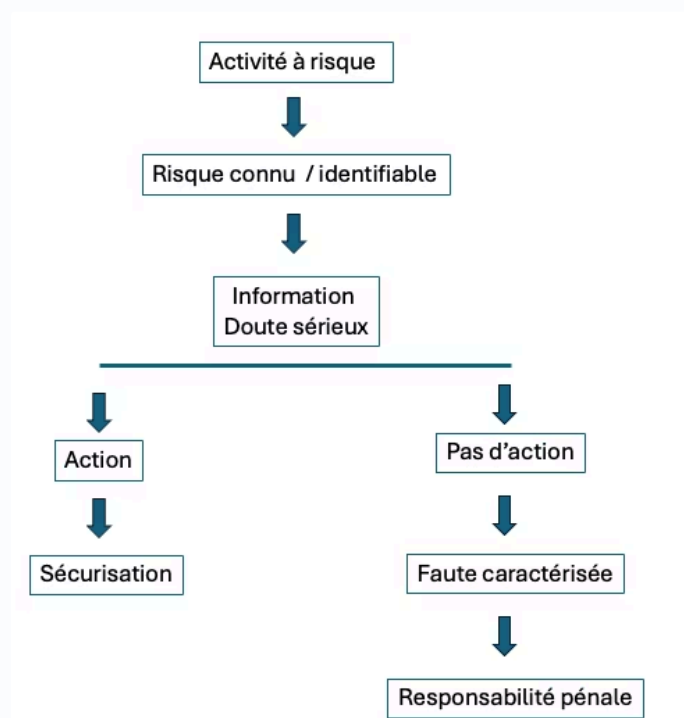 Activité à risque
Risque connu / identifiable
Information
Doute sérieux
Action
Pas d'action
Sécurisation
Faute caractérisée
Responsabilité pénale